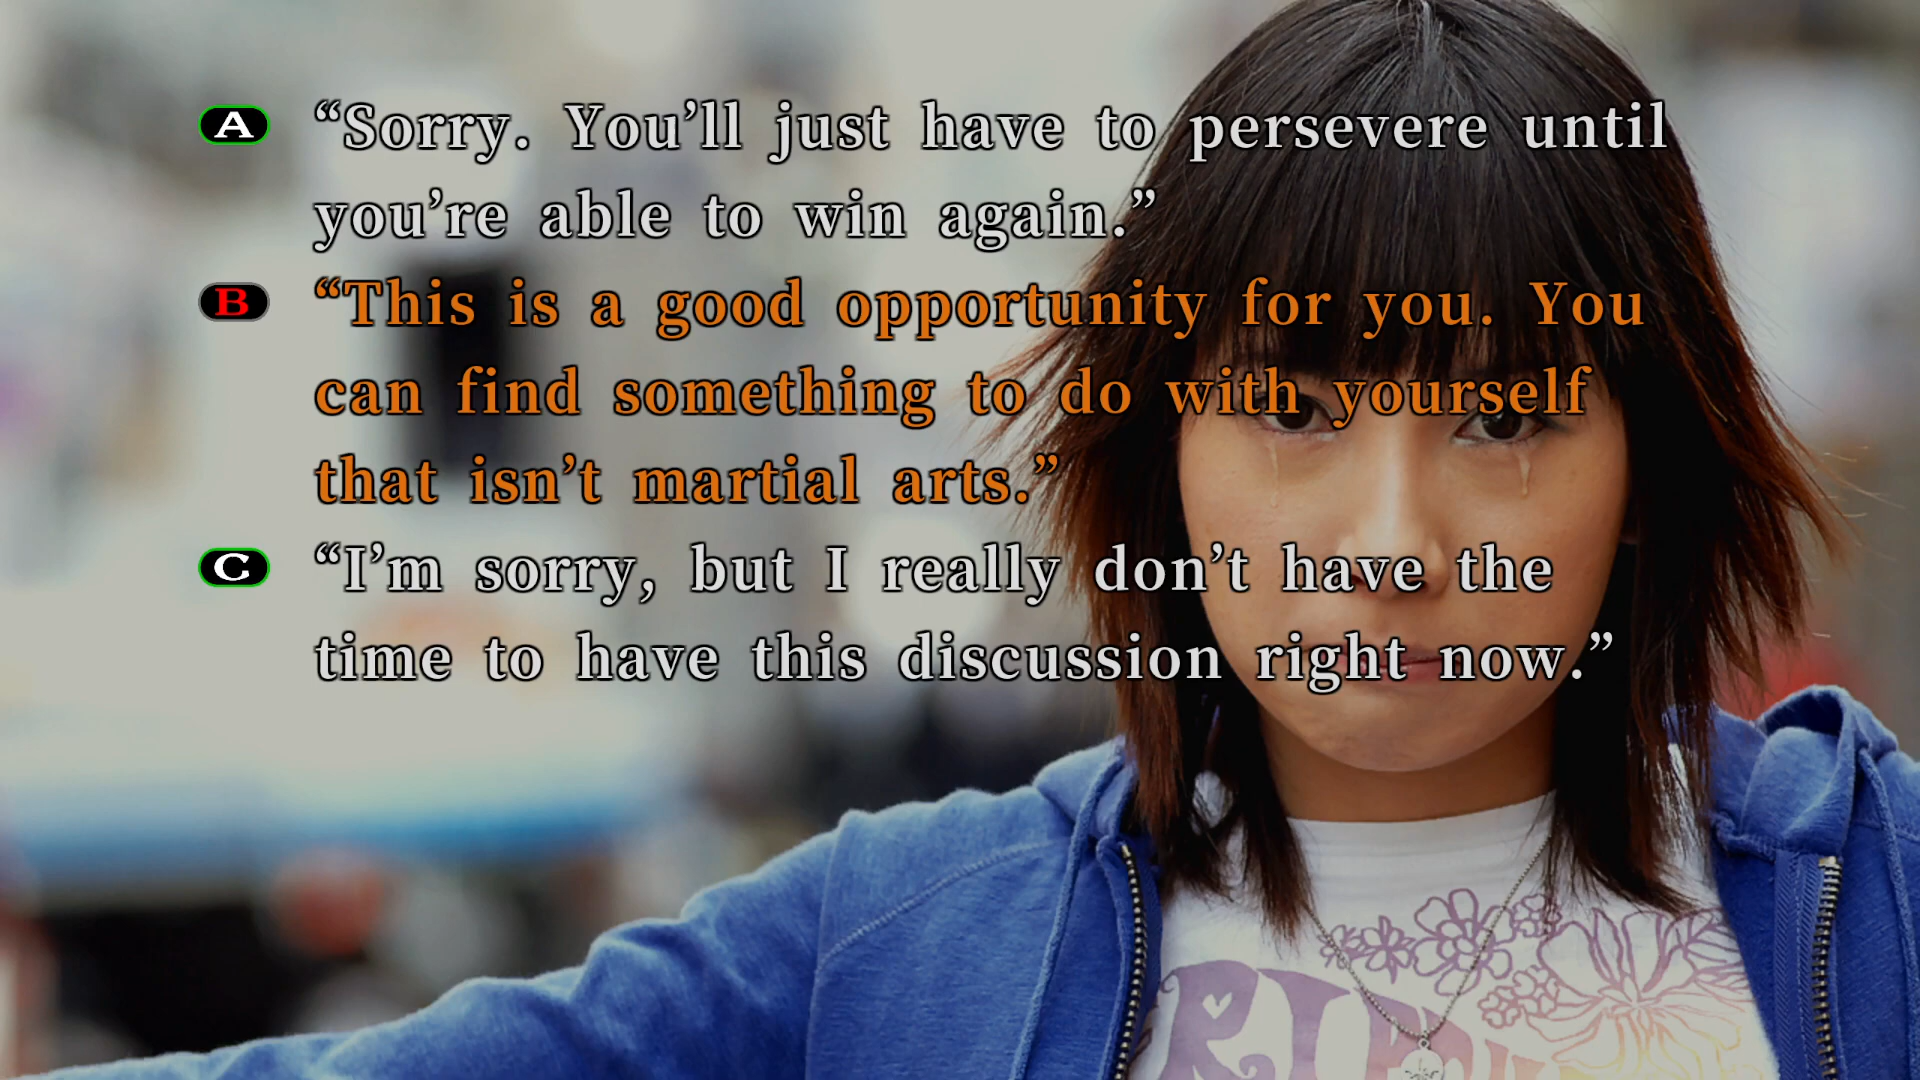 A “Sorry. You’ll just have to persevere until
you’re able to win again.”
B “This is a good opportunity for you. You
can find something to do with yourself
that isn’t martial arts.”
C “I’m sorry, but I really don’t have the
time to have this discussion right now.”